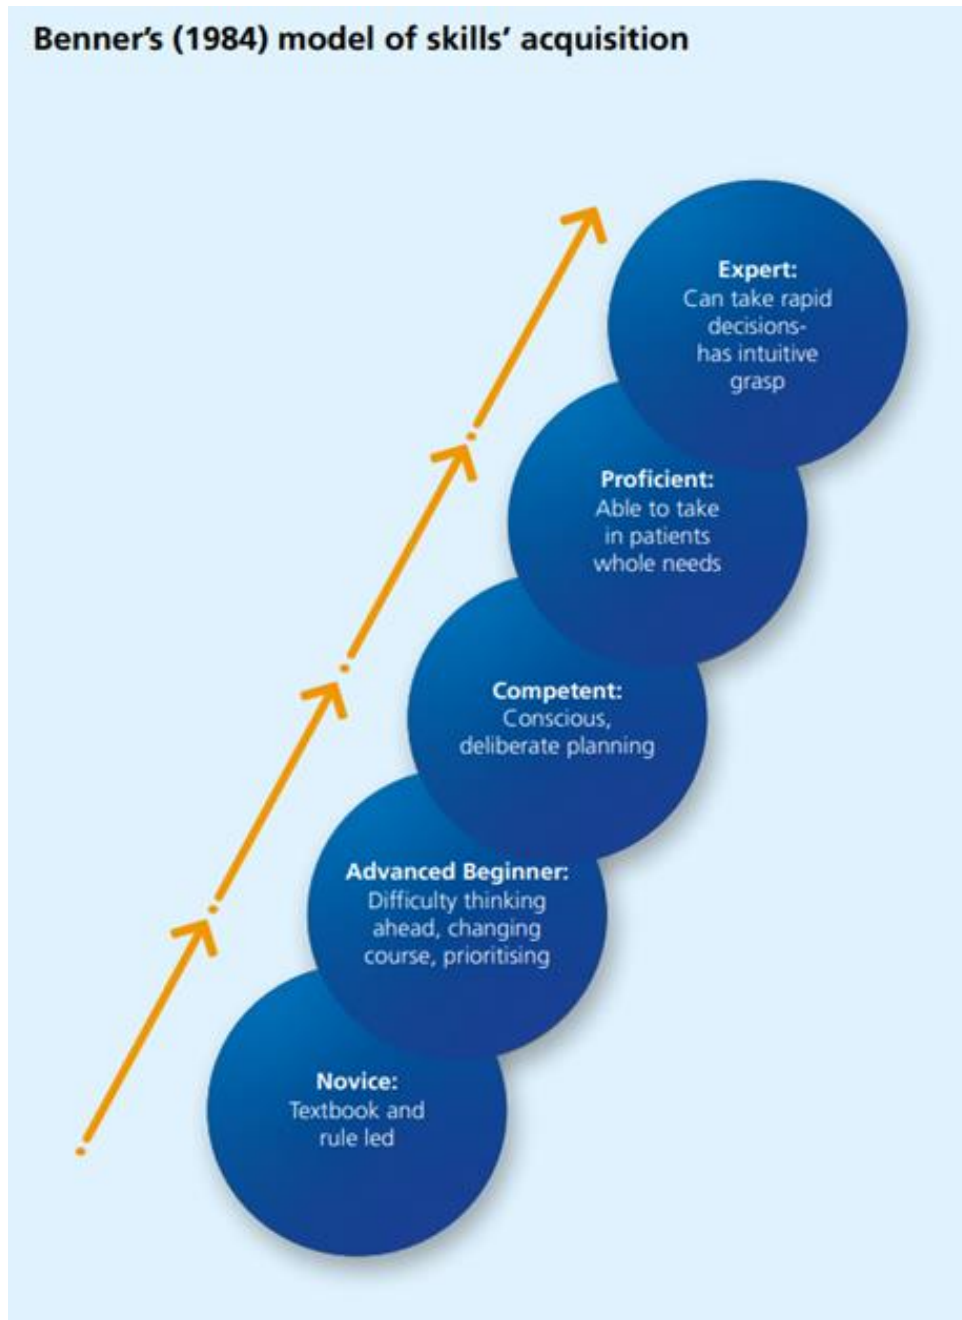 Benner’s (1984) model of skills’ acquisition
Expert:
Can take rapid
decisions-
has intuitive
grasp
Proficient:
Able to take
in patients
whole needs
Competent:
Conscious,
deliberate planning
Advanced Beginner:
Difficulty thinking
ahead, changing
course, prioritising
Novice:
Textbook and
rule led